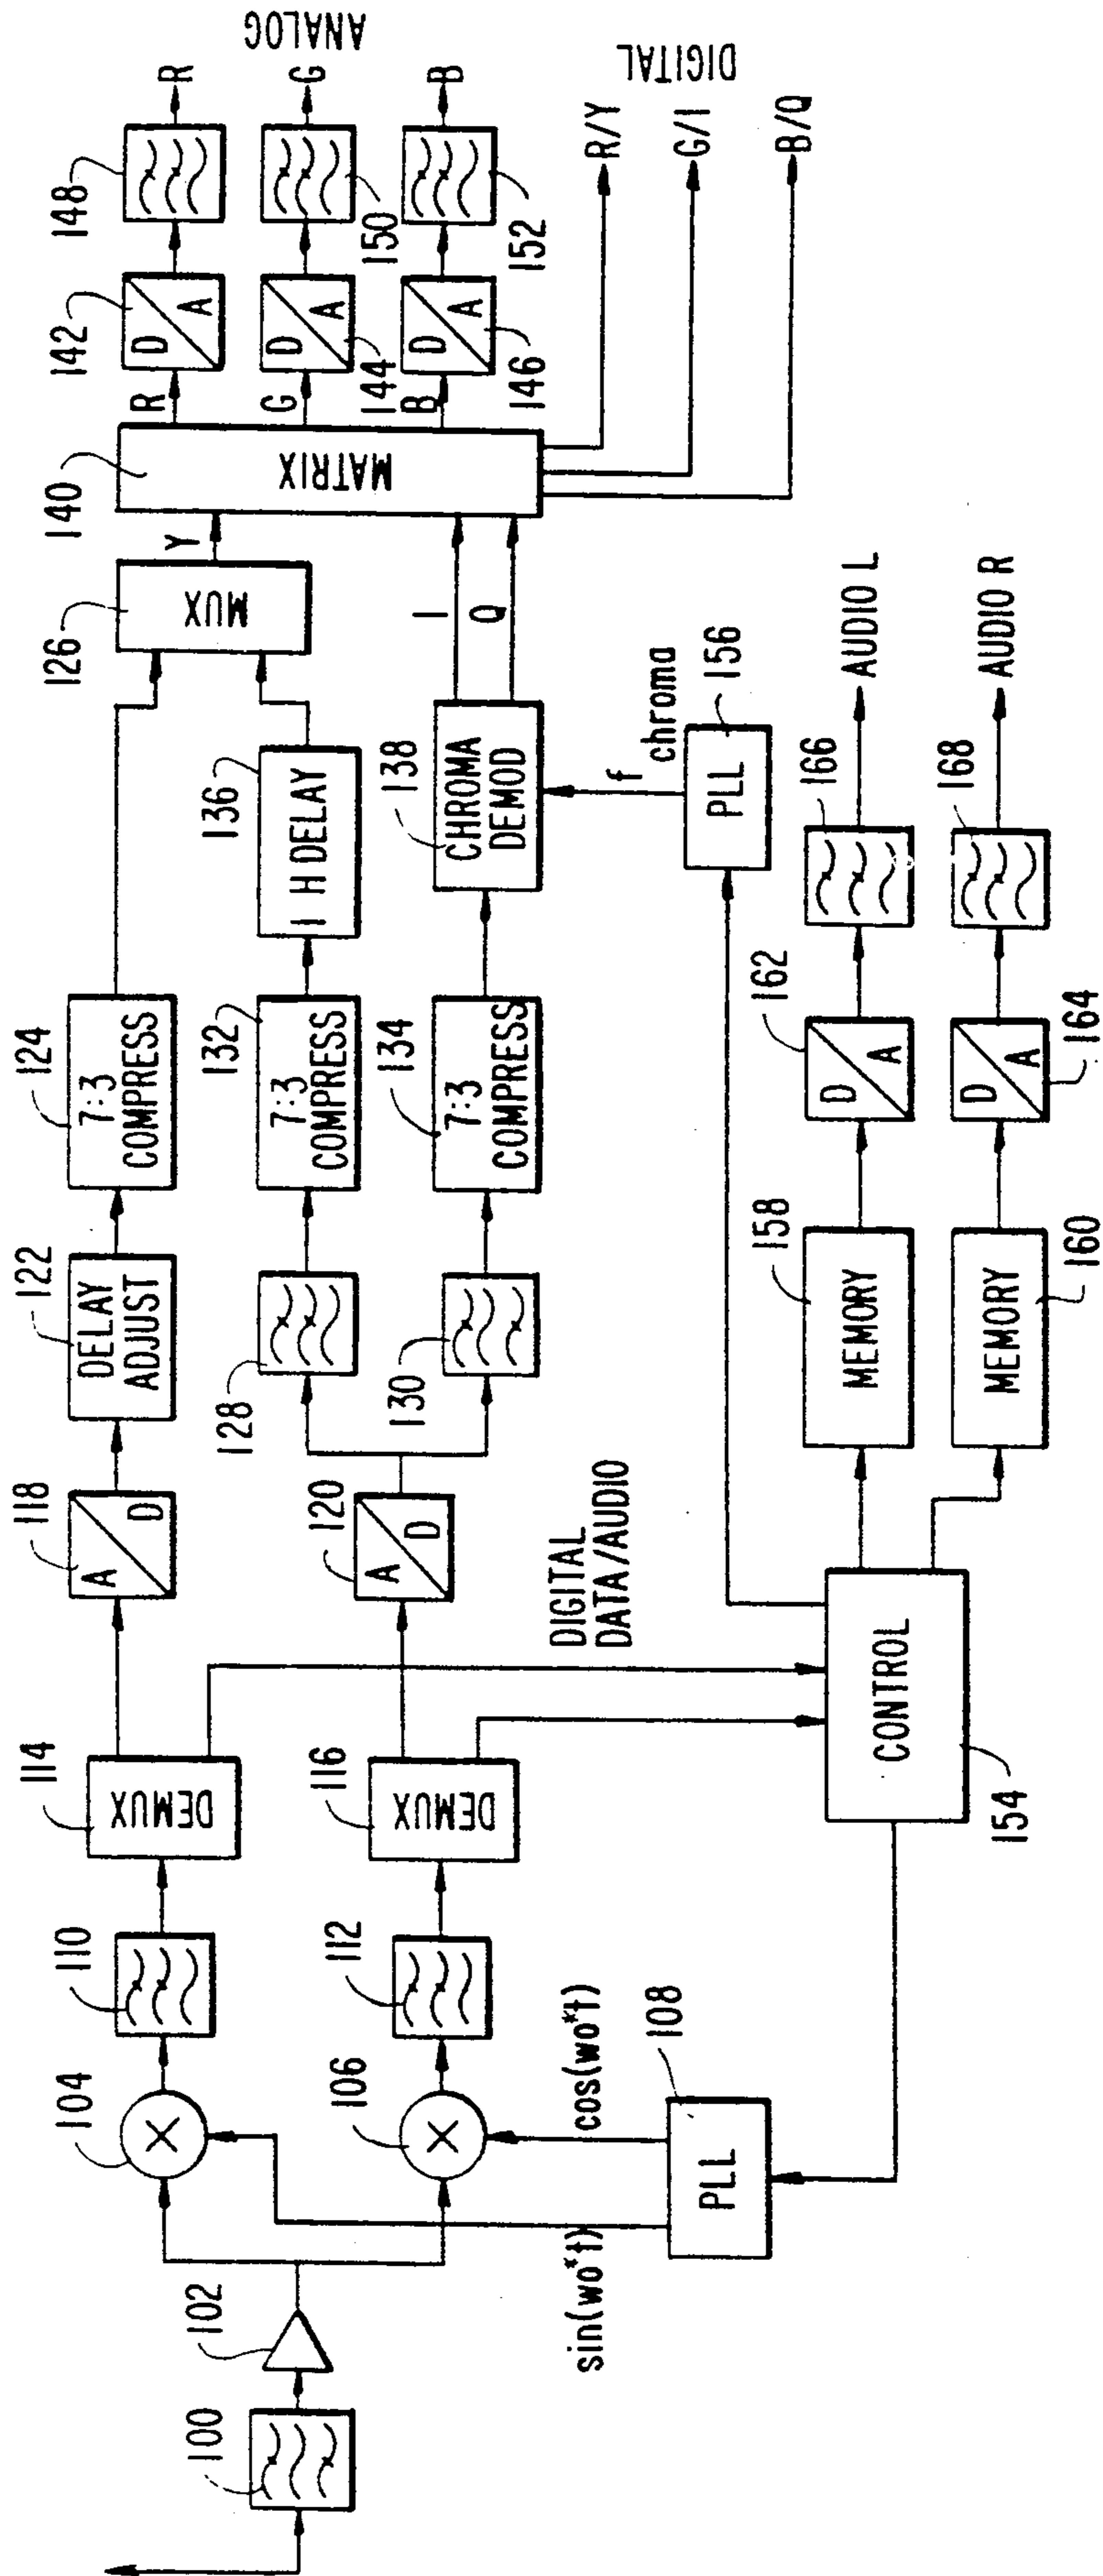 100
102
104
106
sin(wo*t)
cos(wo*t)
PLL
108
110
112
DEMUX
114
DEMUX
116
A
D
118
A
D
120
DIGITAL
DATA/AUDIO
CONTROL
154
DELAY
ADJUST
122
7:3
COMPRESS
124
128
130
7:3
COMPRESS
132
7:3
COMPRESS
134
1 H DELAY
136
CHROMA
DEMOD
138
f chroma
PLL
156
MUX
126
Y
I
Q
MATRIX
140
R
G
B
D
A
142
D
A
144
D
A
146
148
150
152
R
G
B
ANALOG
R/Y
G/I
B/Q
DIGITAL
MEMORY
158
MEMORY
160
D
A
162
D
A
164
166
168
AUDIO L
AUDIO R